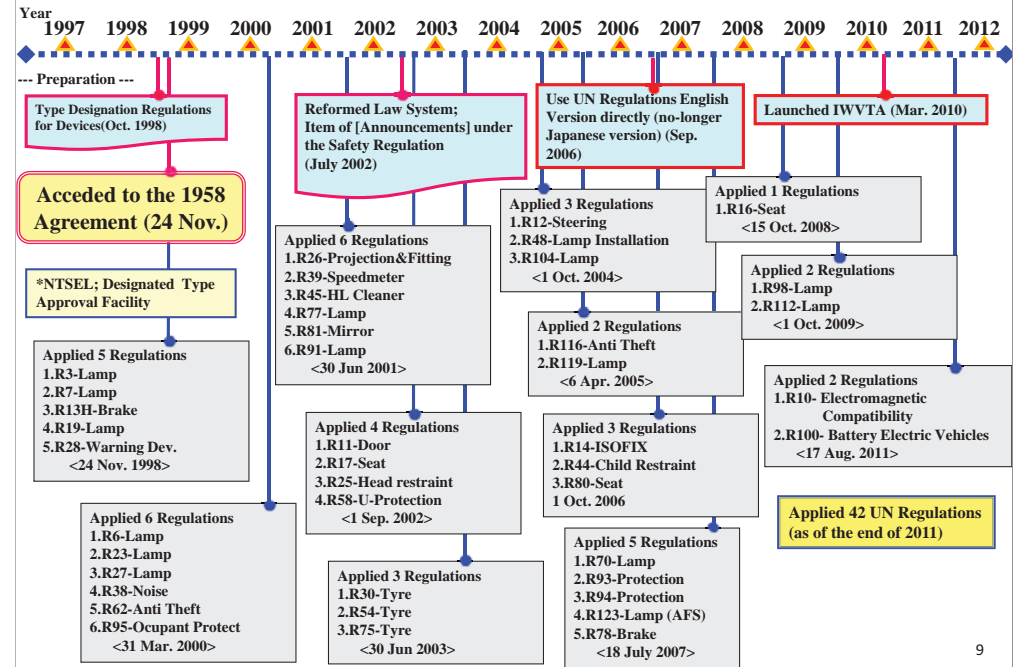 Year
1997 1998 1999 2000 2001 2002 2003 2004 2005 2006 2007 2008 2009 2010 2011 2012
--- Preparation ---
Type Designation Regulations
for Devices(Oct. 1998)
Acceded to the 1958
Agreement (24 Nov.)
*NTSEL; Designated Type
Approval Facility
Applied 5 Regulations
1.R3-Lamp
2.R7-Lamp
3.R13H-Brake
4.R19-Lamp
5.R28-Warning Dev.
<24 Nov. 1998>
Applied 6 Regulations
1.R6-Lamp
2.R23-Lamp
3.R27-Lamp
4.R38-Noise
5.R62-Anti Theft
6.R95-Ocupant Protect
<31 Mar. 2000>
Reformed Law System;
Item of [Announcements] under
the Safety Regulation
(July 2002)
Applied 6 Regulations
1.R26-Projection&Fitting
2.R39-Speedmeter
3.R45-HL Cleaner
4.R77-Lamp
5.R81-Mirror
6.R91-Lamp
<30 Jun 2001>
Applied 4 Regulations
1.R11-Door
2.R17-Seat
3.R25-Head restraint
4.R58-U-Protection
<1 Sep. 2002>
Applied 3 Regulations
1.R30-Tyre
2.R54-Tyre
3.R75-Tyre
<30 Jun 2003>
Use UN Regulations English
Version directly (no-longer
Japanese version) (Sep.
2006)
Applied 3 Regulations
1.R12-Steering
2.R48-Lamp Installation
3.R104-Lamp
<1 Oct. 2004>
Applied 2 Regulations
1.R116-Anti Theft
2.R119-Lamp
<6 Apr. 2005>
Applied 3 Regulations
1.R14-ISOFIX
2.R44-Child Restraint
3.R80-Seat
1 Oct. 2006
Applied 5 Regulations
1.R70-Lamp
2.R93-Protection
3.R94-Protection
4.R123-Lamp (AFS)
5.R78-Brake
<18 July 2007>
Launched IWVTA (Mar. 2010)
Applied 1 Regulations
1.R16-Seat
<15 Oct. 2008>
Applied 2 Regulations
1.R98-Lamp
2.R112-Lamp
<1 Oct. 2009>
Applied 2 Regulations
1.R10- Electromagnetic
Compatibility
2.R100- Battery Electric Vehicles
<17 Aug. 2011>
Applied 42 UN Regulations
(as of the end of 2011)
9